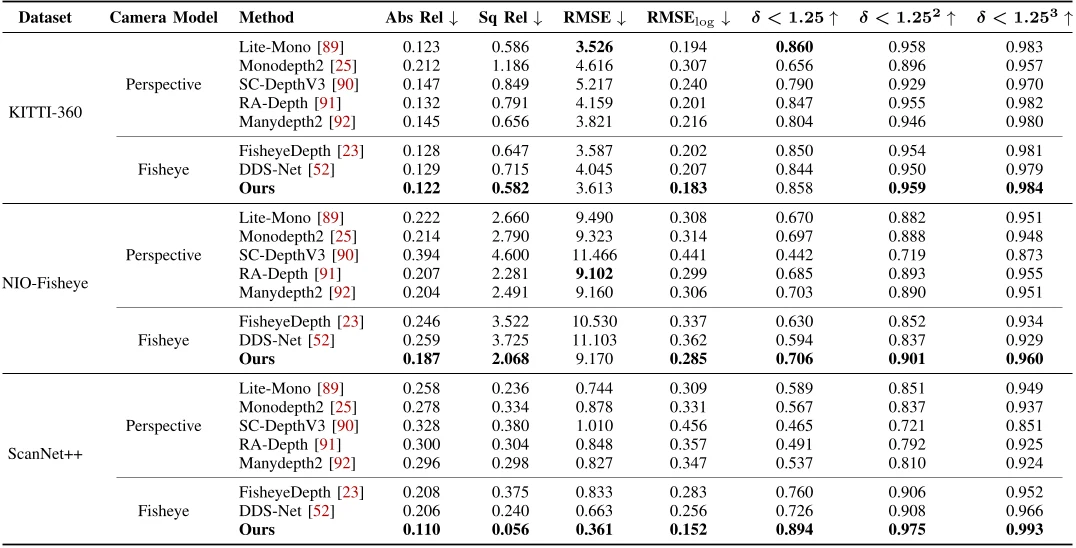 Dataset Camera Model Method Abs Rel ↓ Sq Rel ↓ RMSE ↓ RMSElog ↓ δ < 1.25 ↑ δ < 1.25² ↑ δ < 1.25³ ↑
Lite-Mono [89] 0.123 0.586 3.526 0.194 0.860 0.958 0.983
Monodepth2 [25] 0.212 1.186 4.616 0.307 0.656 0.896 0.957
Perspective SC-DepthV3 [90] 0.147 0.849 5.217 0.240 0.790 0.929 0.970
RA-Depth [91] 0.132 0.791 4.159 0.201 0.847 0.955 0.982
KITTI-360
Manydepth2 [92] 0.145 0.656 3.821 0.216 0.804 0.946 0.980
FisheyeDepth [23] 0.128 0.647 3.587 0.202 0.850 0.954 0.981
Fisheye DDS-Net [52] 0.129 0.715 4.045 0.207 0.844 0.950 0.979
Ours 0.122 0.582 3.613 0.183 0.858 0.959 0.984
Lite-Mono [89] 0.222 2.660 9.490 0.308 0.670 0.882 0.951
Monodepth2 [25] 0.214 2.790 9.323 0.314 0.697 0.888 0.948
Perspective SC-DepthV3 [90] 0.394 4.600 11.466 0.441 0.442 0.719 0.873
RA-Depth [91] 0.207 2.281 9.102 0.299 0.685 0.893 0.955
NIO-Fisheye
Manydepth2 [92] 0.204 2.491 9.160 0.306 0.703 0.890 0.951
FisheyeDepth [23] 0.246 3.522 10.530 0.337 0.630 0.852 0.934
Fisheye DDS-Net [52] 0.259 3.725 11.103 0.362 0.594 0.837 0.929
Ours 0.187 2.068 9.170 0.285 0.706 0.901 0.960
Lite-Mono [89] 0.258 0.236 0.744 0.309 0.589 0.851 0.949
Monodepth2 [25] 0.278 0.334 0.878 0.331 0.567 0.837 0.937
Perspective SC-DepthV3 [90] 0.328 0.380 1.010 0.456 0.465 0.721 0.851
RA-Depth [91] 0.300 0.304 0.848 0.357 0.491 0.792 0.925
ScanNet++
Manydepth2 [92] 0.296 0.298 0.827 0.347 0.537 0.810 0.924
FisheyeDepth [23] 0.208 0.375 0.833 0.283 0.760 0.906 0.952
Fisheye DDS-Net [52] 0.206 0.240 0.663 0.256 0.726 0.908 0.966
Ours 0.110 0.056 0.361 0.152 0.894 0.975 0.993